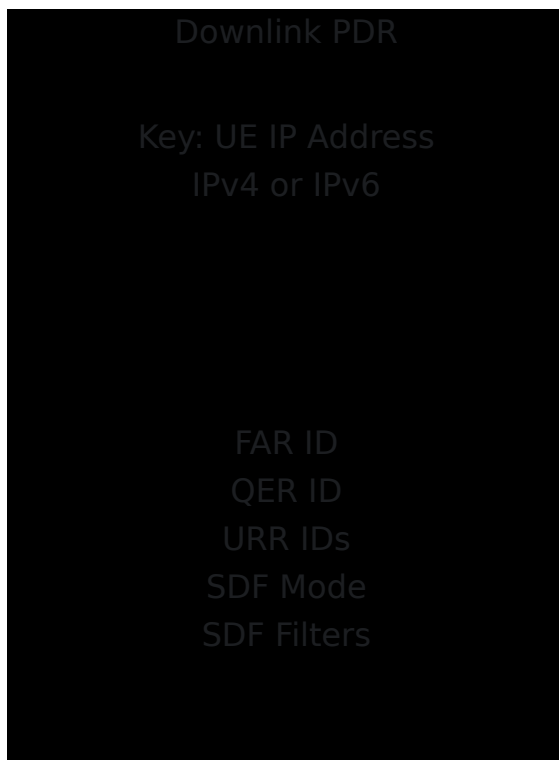 Downlink PDR
Key: UE IP Address
IPv4 or IPv6
FAR ID
QER ID
URR IDs
SDF Mode
SDF Filters